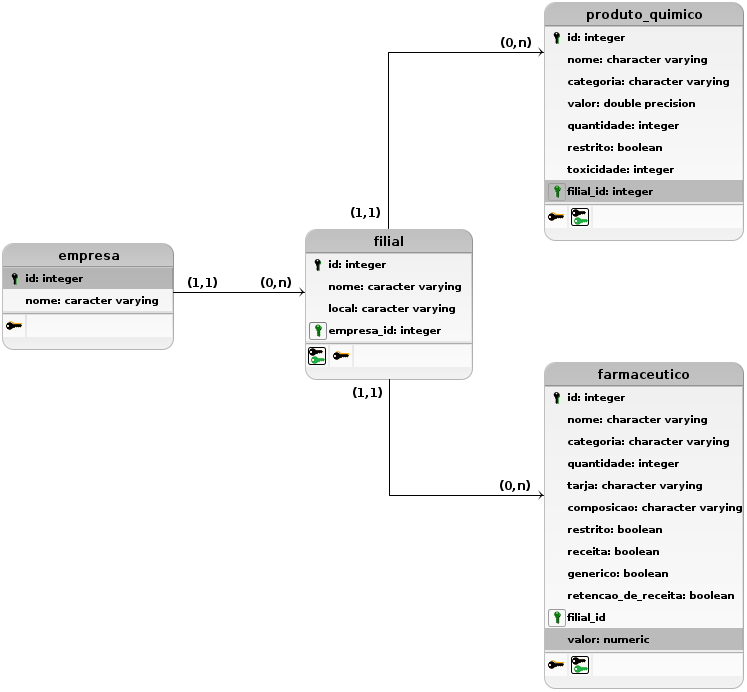 empresa
id: integer
nome: caracter varying
(1,1)
(0,n)
filial
id: integer
nome: caracter varying
local: caracter varying
empresa_id: integer
(1,1)
(0,n)
produto_quimico
id: integer
nome: character varying
categoria: character varying
valor: double precision
quantidade: integer
restrito: boolean
toxicidade: integer
filial_id: integer
(1,1)
(0,n)
farmaceutico
id: integer
nome: character varying
categoria: character varying
quantidade: integer
tarja: character varying
composicao: character varying
restrito: boolean
receita: boolean
generico: boolean
retencao_de_receita: boolean
filial_id
valor: numeric